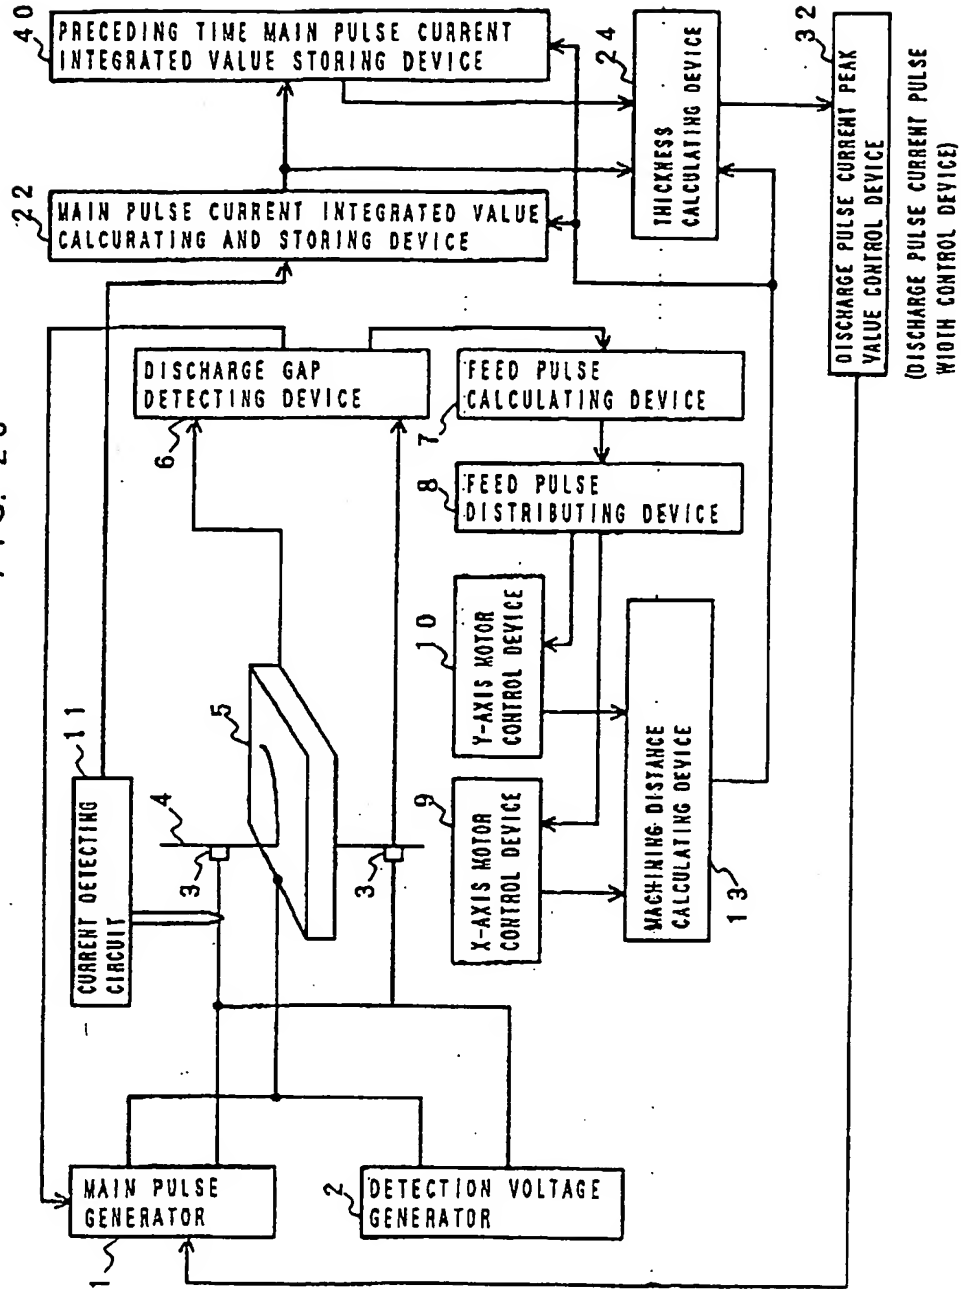 40
PRECEDING TIME MAIN PULSE CURRENT
INTEGRATED VALUE STORING DEVICE
22
MAIN PULSE CURRENT INTEGRATED VALUE
CALCURATING AND STORING DEVICE
24
THICKNESS
CALCULATING DEVICE
32
DISCHARGE PULSE CURRENT PEAK
VALUE CONTROL DEVICE
(DISCHARGE PULSE CURRENT PULSE
WIDTH CONTROL DEVICE)
DISCHARGE GAP
DETECTING DEVICE
6
FEED PULSE
CALCULATING DEVICE
7
8
FEED PULSE
DISTRIBUTING DEVICE
11
CURRENT DETECTING
CIRCUIT
4
5
3
3
10
Y-AXIS MOTOR
CONTROL DEVICE
9
X-AXIS MOTOR
CONTROL DEVICE
MACHINING DISTANCE
CALCULATING DEVICE
13
MAIN PULSE
GENERATOR
1
2
DETECTION VOLTAGE
GENERATOR